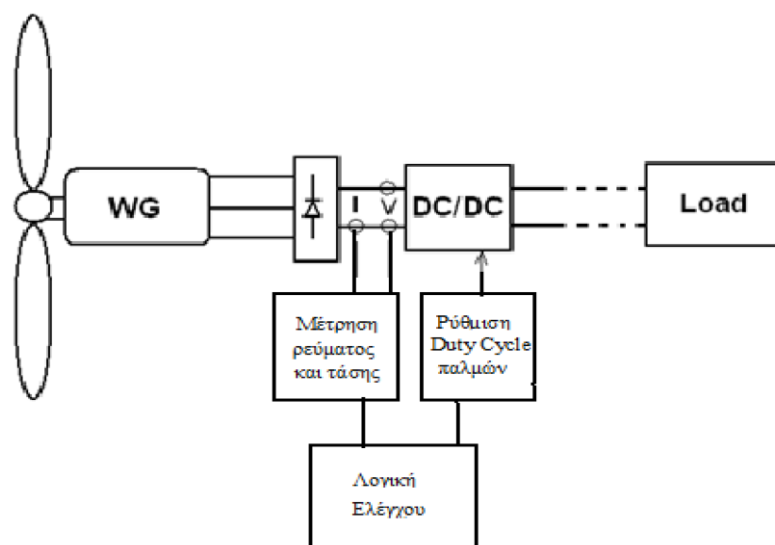 WG
I V
DC/DC
Load
Μέτρηση
ρεύματος
και τάσης
Ρύθμιση
Duty Cycle
παλμών
Λογική
Ελέγχου